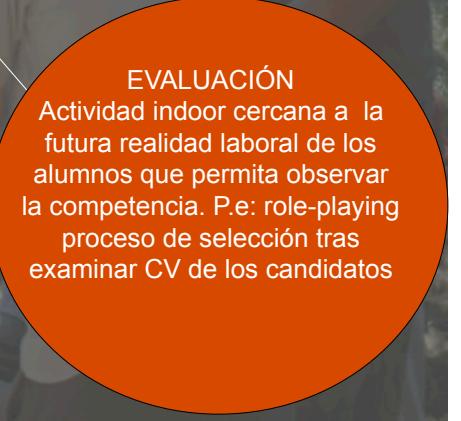 EVALUACIÓN
Actividad indoor cercana a  la
futura realidad laboral de los
alumnos que permita observar
la competencia. P.e: role-playing
proceso de selección tras
examinar CV de los candidatos